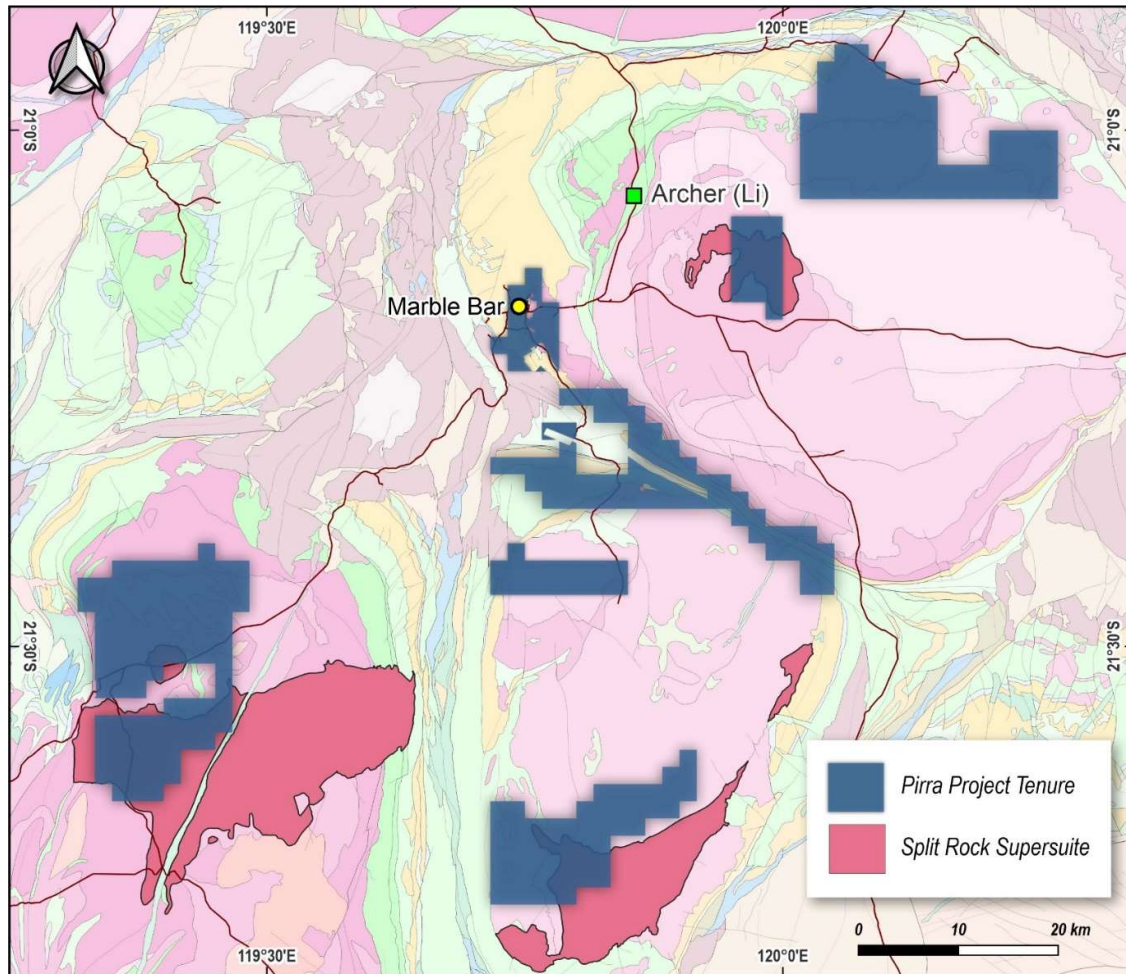 119°30'E
120°0'E
21°0'S
21°0'S
Archer (Li)
Marble Bar
21°30'S
21°30'S
Pirra Project Tenure
Split Rock Supersuite
0 10 20 km
119°30'E
120°0'E